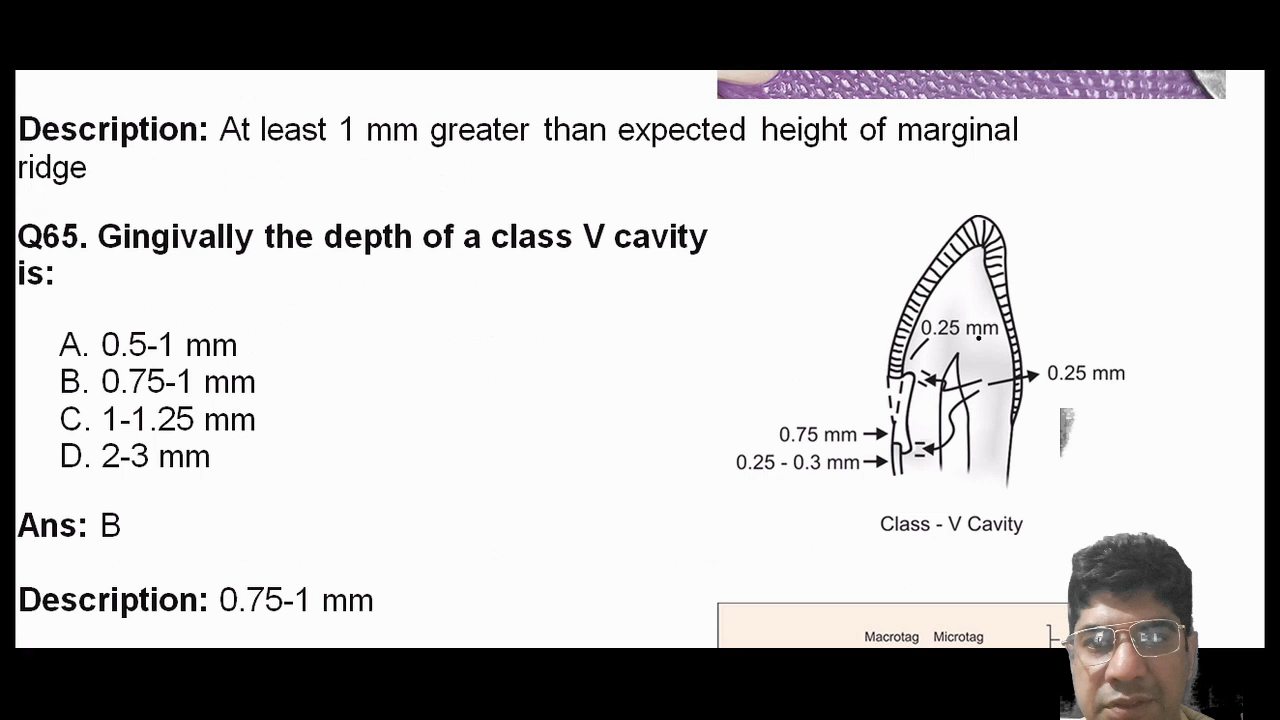 Description: At least 1 mm greater than expected height of marginal
ridge
Q65. Gingivally the depth of a class V cavity
is:
A. 0.5-1 mm
B. 0.75-1 mm
C. 1-1.25 mm
D. 2-3 mm
Ans: B
Description: 0.75-1 mm
0.25 mm
0.25 mm
0.75 mm
0.25 - 0.3 mm
Class - V Cavity
Macrotag Microtag